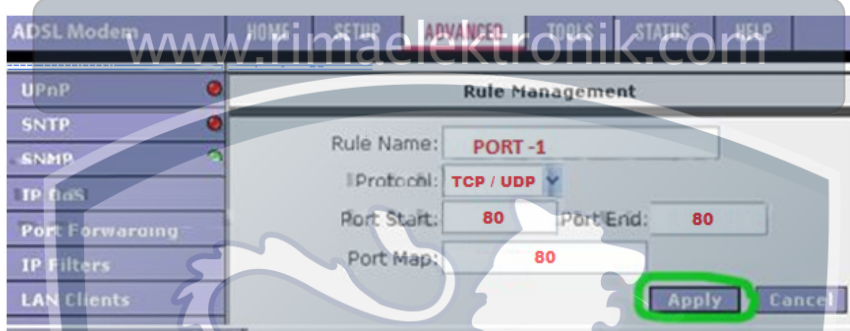 ADSL Modem HOME SETUP ADVANCED TOOLS STATUS HELP
www.rimaelektronik.com
UPnP
Rule Management
SNTP
Rule Name: PORT -1
SNMP
Protocol: TCP / UDP
IP QoS
Port Start: 80 Port End: 80
Port Forwarding
Port Map: 80
IP Filters
LAN Clients
Apply Cancel